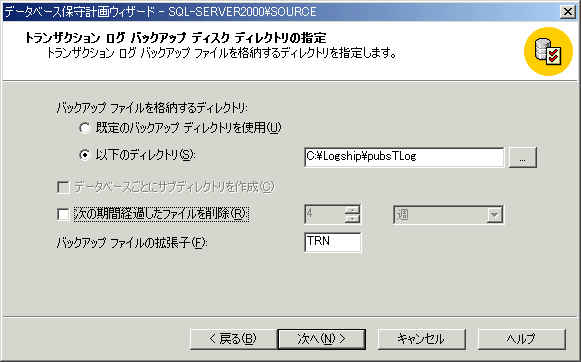 データベース保守計画ウィザード - SQL-SERVER2000¥SOURCE
トランザクション ログ バックアップ ディスク ディレクトリの指定
トランザクション ログ バックアップ ファイルを格納するディレクトリを指定します。
バックアップ ファイルを格納するディレクトリ:
既定のバックアップ ディレクトリを使用(U)
以下のディレクトリ(S): C:¥Logship¥pubsTLog ...
データベースごとにサブディレクトリを作成(C)
次の期間経過したファイルを削除(R) 4 週
バックアップ ファイルの拡張子(F): TRN
< 戻る(B) 次へ(N) > キャンセル ヘルプ